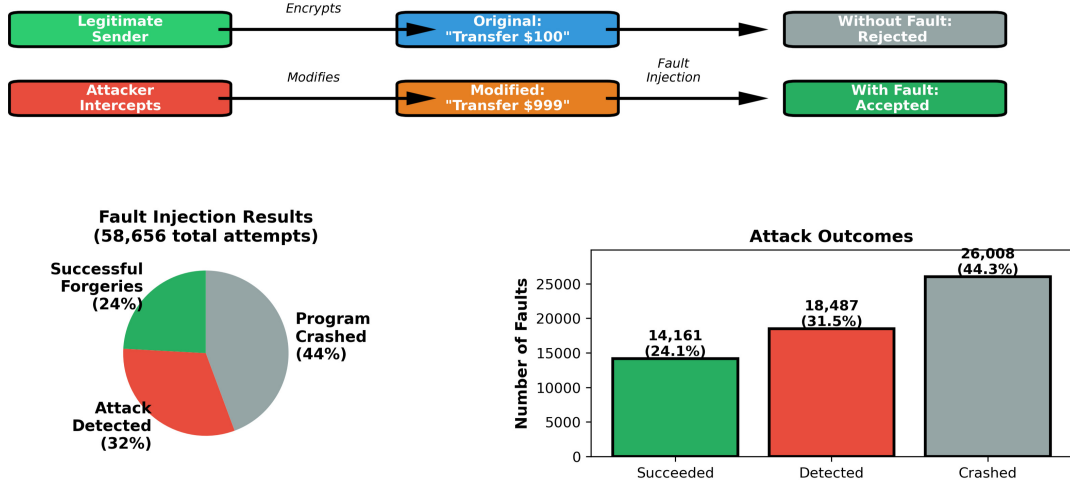 Encrypts
Legitimate
Sender
Original:
"Transfer $100"
Without Fault:
Rejected
Modifies
Fault
Injection
Attacker
Intercepts
Modified:
"Transfer $999"
With Fault:
Accepted
Fault Injection Results
(58,656 total attempts)
Successful
Forgeries
(24%)
Program
Crashed
(44%)
Attack
Detected
(32%)
Attack Outcomes
Number of Faults
25000
20000
15000
10000
5000
0
14,161
(24.1%)
18,487
(31.5%)
26,008
(44.3%)
Succeeded
Detected
Crashed